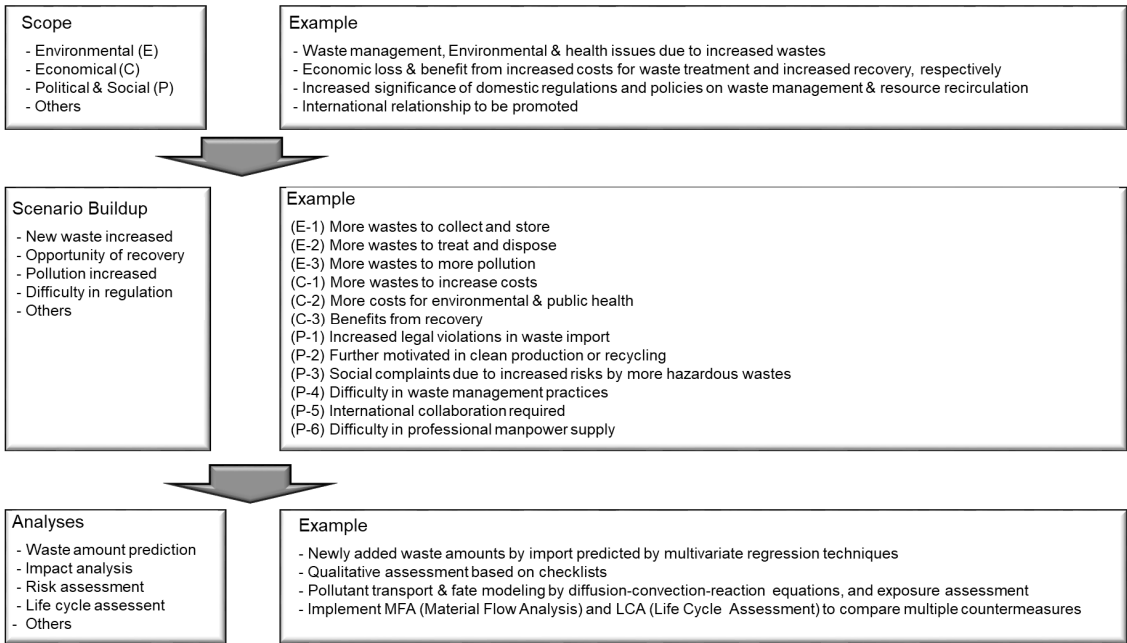 Scope
- Environmental (E)
- Economical (C)
- Political & Social (P)
- Others
Example
- Waste management, Environmental & health issues due to increased wastes
- Economic loss & benefit from increased costs for waste treatment and increased recovery, respectively
- Increased significance of domestic regulations and policies on waste management & resource recirculation
- International relationship to be promoted
Scenario Buildup
- New waste increased
- Opportunity of recovery
- Pollution increased
- Difficulty in regulation
- Others
Example
(E-1) More wastes to collect and store
(E-2) More wastes to treat and dispose
(E-3) More wastes to more pollution
(C-1) More wastes to increase costs
(C-2) More costs for environmental & public health
(C-3) Benefits from recovery
(P-1) Increased legal violations in waste import
(P-2) Further motivated in clean production or recycling
(P-3) Social complaints due to increased risks by more hazardous wastes
(P-4) Difficulty in waste management practices
(P-5) International collaboration required
(P-6) Difficulty in professional manpower supply
Analyses
- Waste amount prediction
- Impact analysis
- Risk assessment
- Life cycle assessent
- Others
Example
- Newly added waste amounts by import predicted by multivariate regression techniques
- Qualitative assessment based on checklists
- Pollutant transport & fate modeling by diffusion-convection-reaction equations, and exposure assessment
- Implement MFA (Material Flow Analysis) and LCA (Life Cycle Assessment) to compare multiple countermeasures